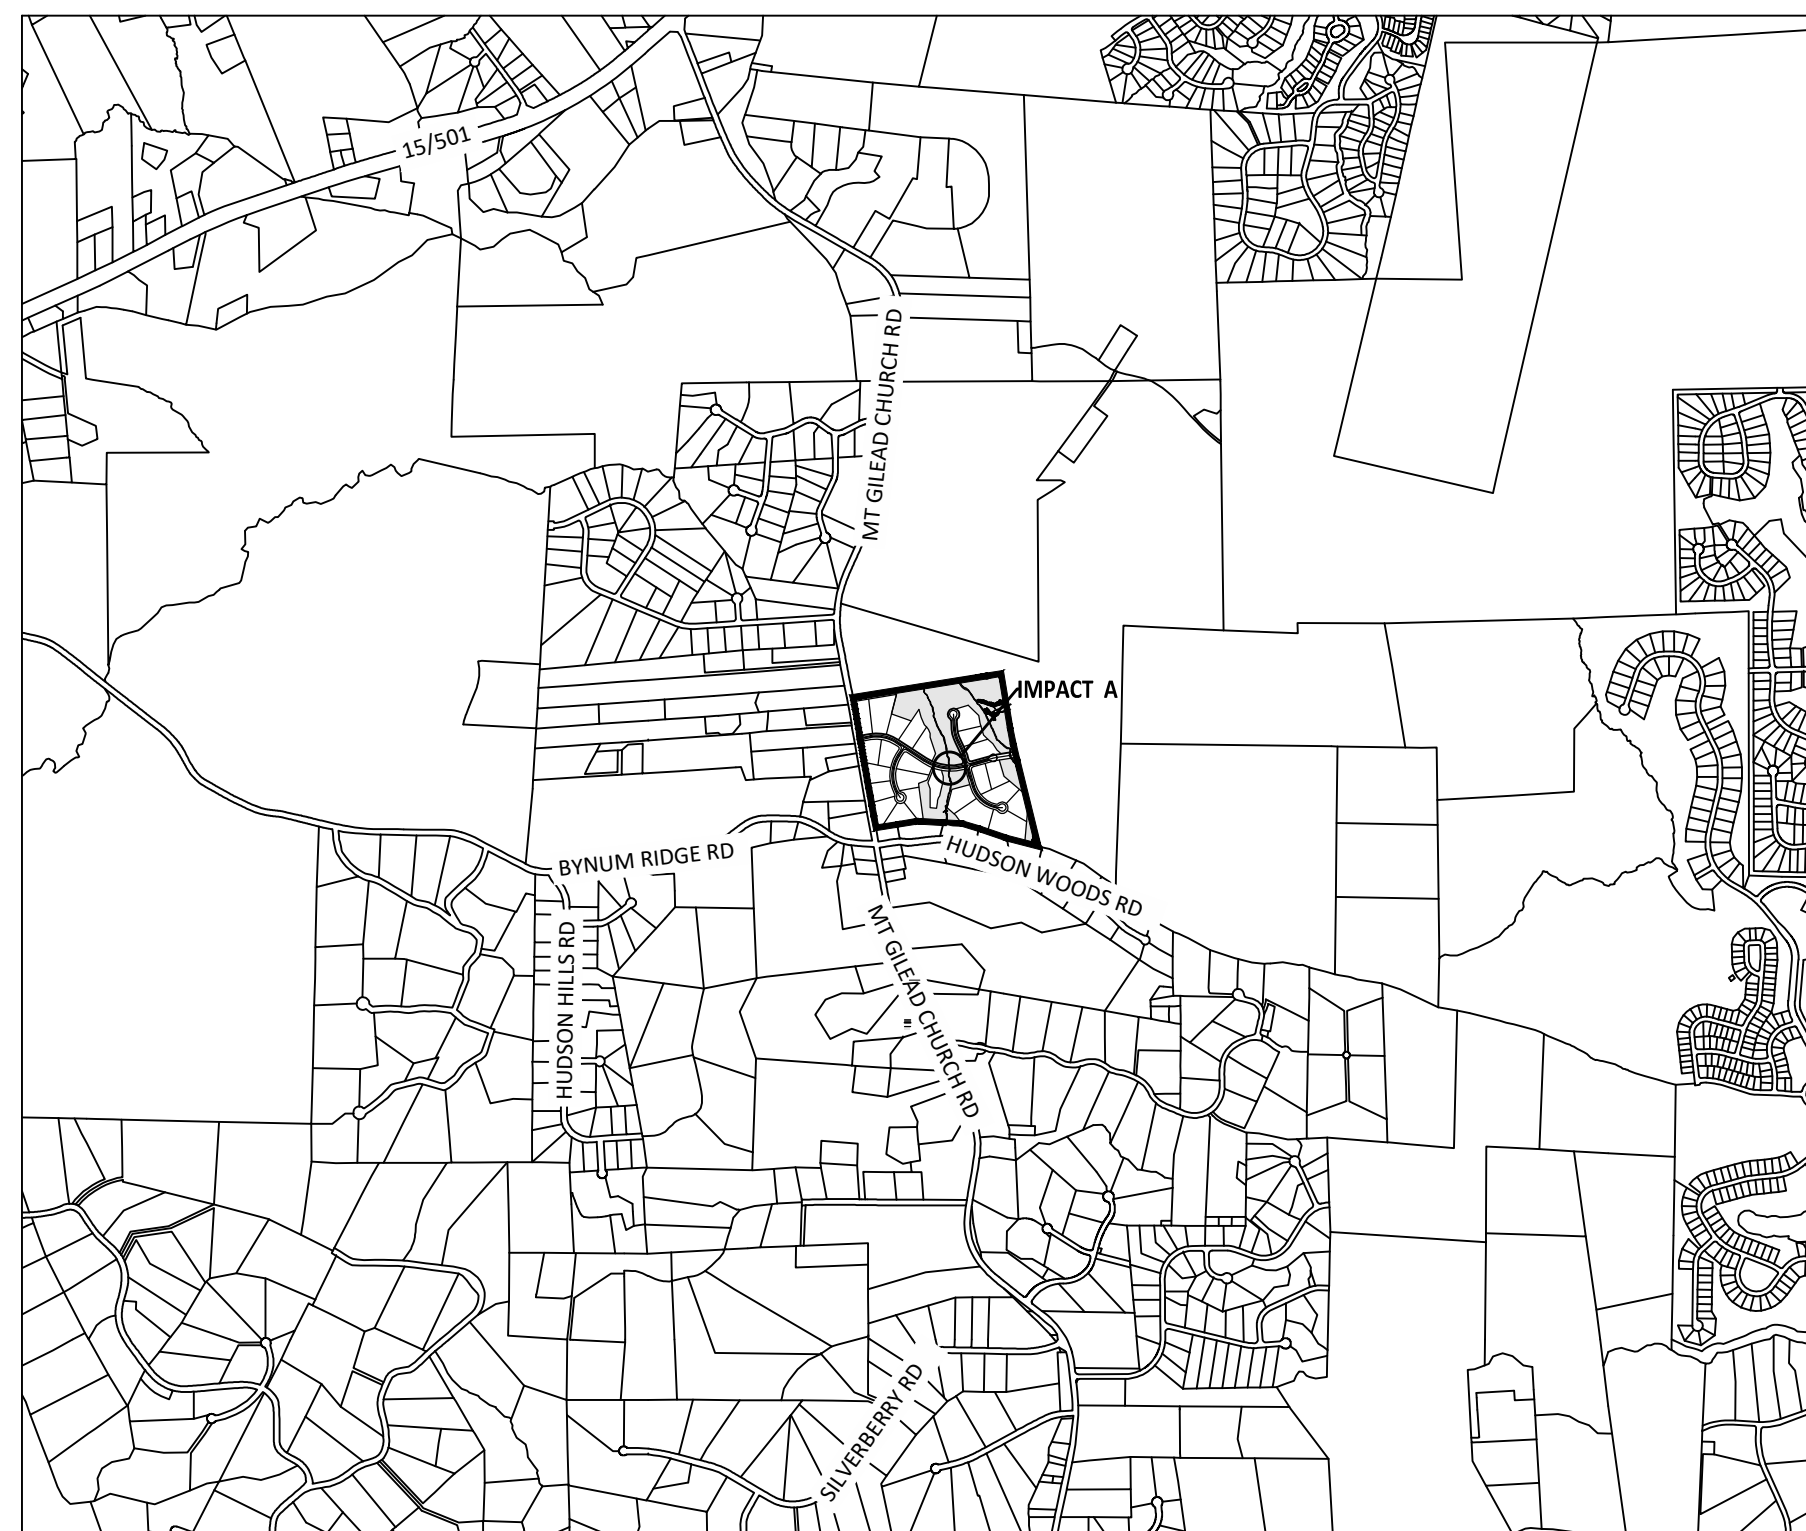 15/501
MT GILEAD CHURCH RD
IMPACT A
BYNUM RIDGE RD
HUDSON WOODS RD
HUDSON HILLS RD
MT GILEAD CHURCH RD
SILVERBERRY RD